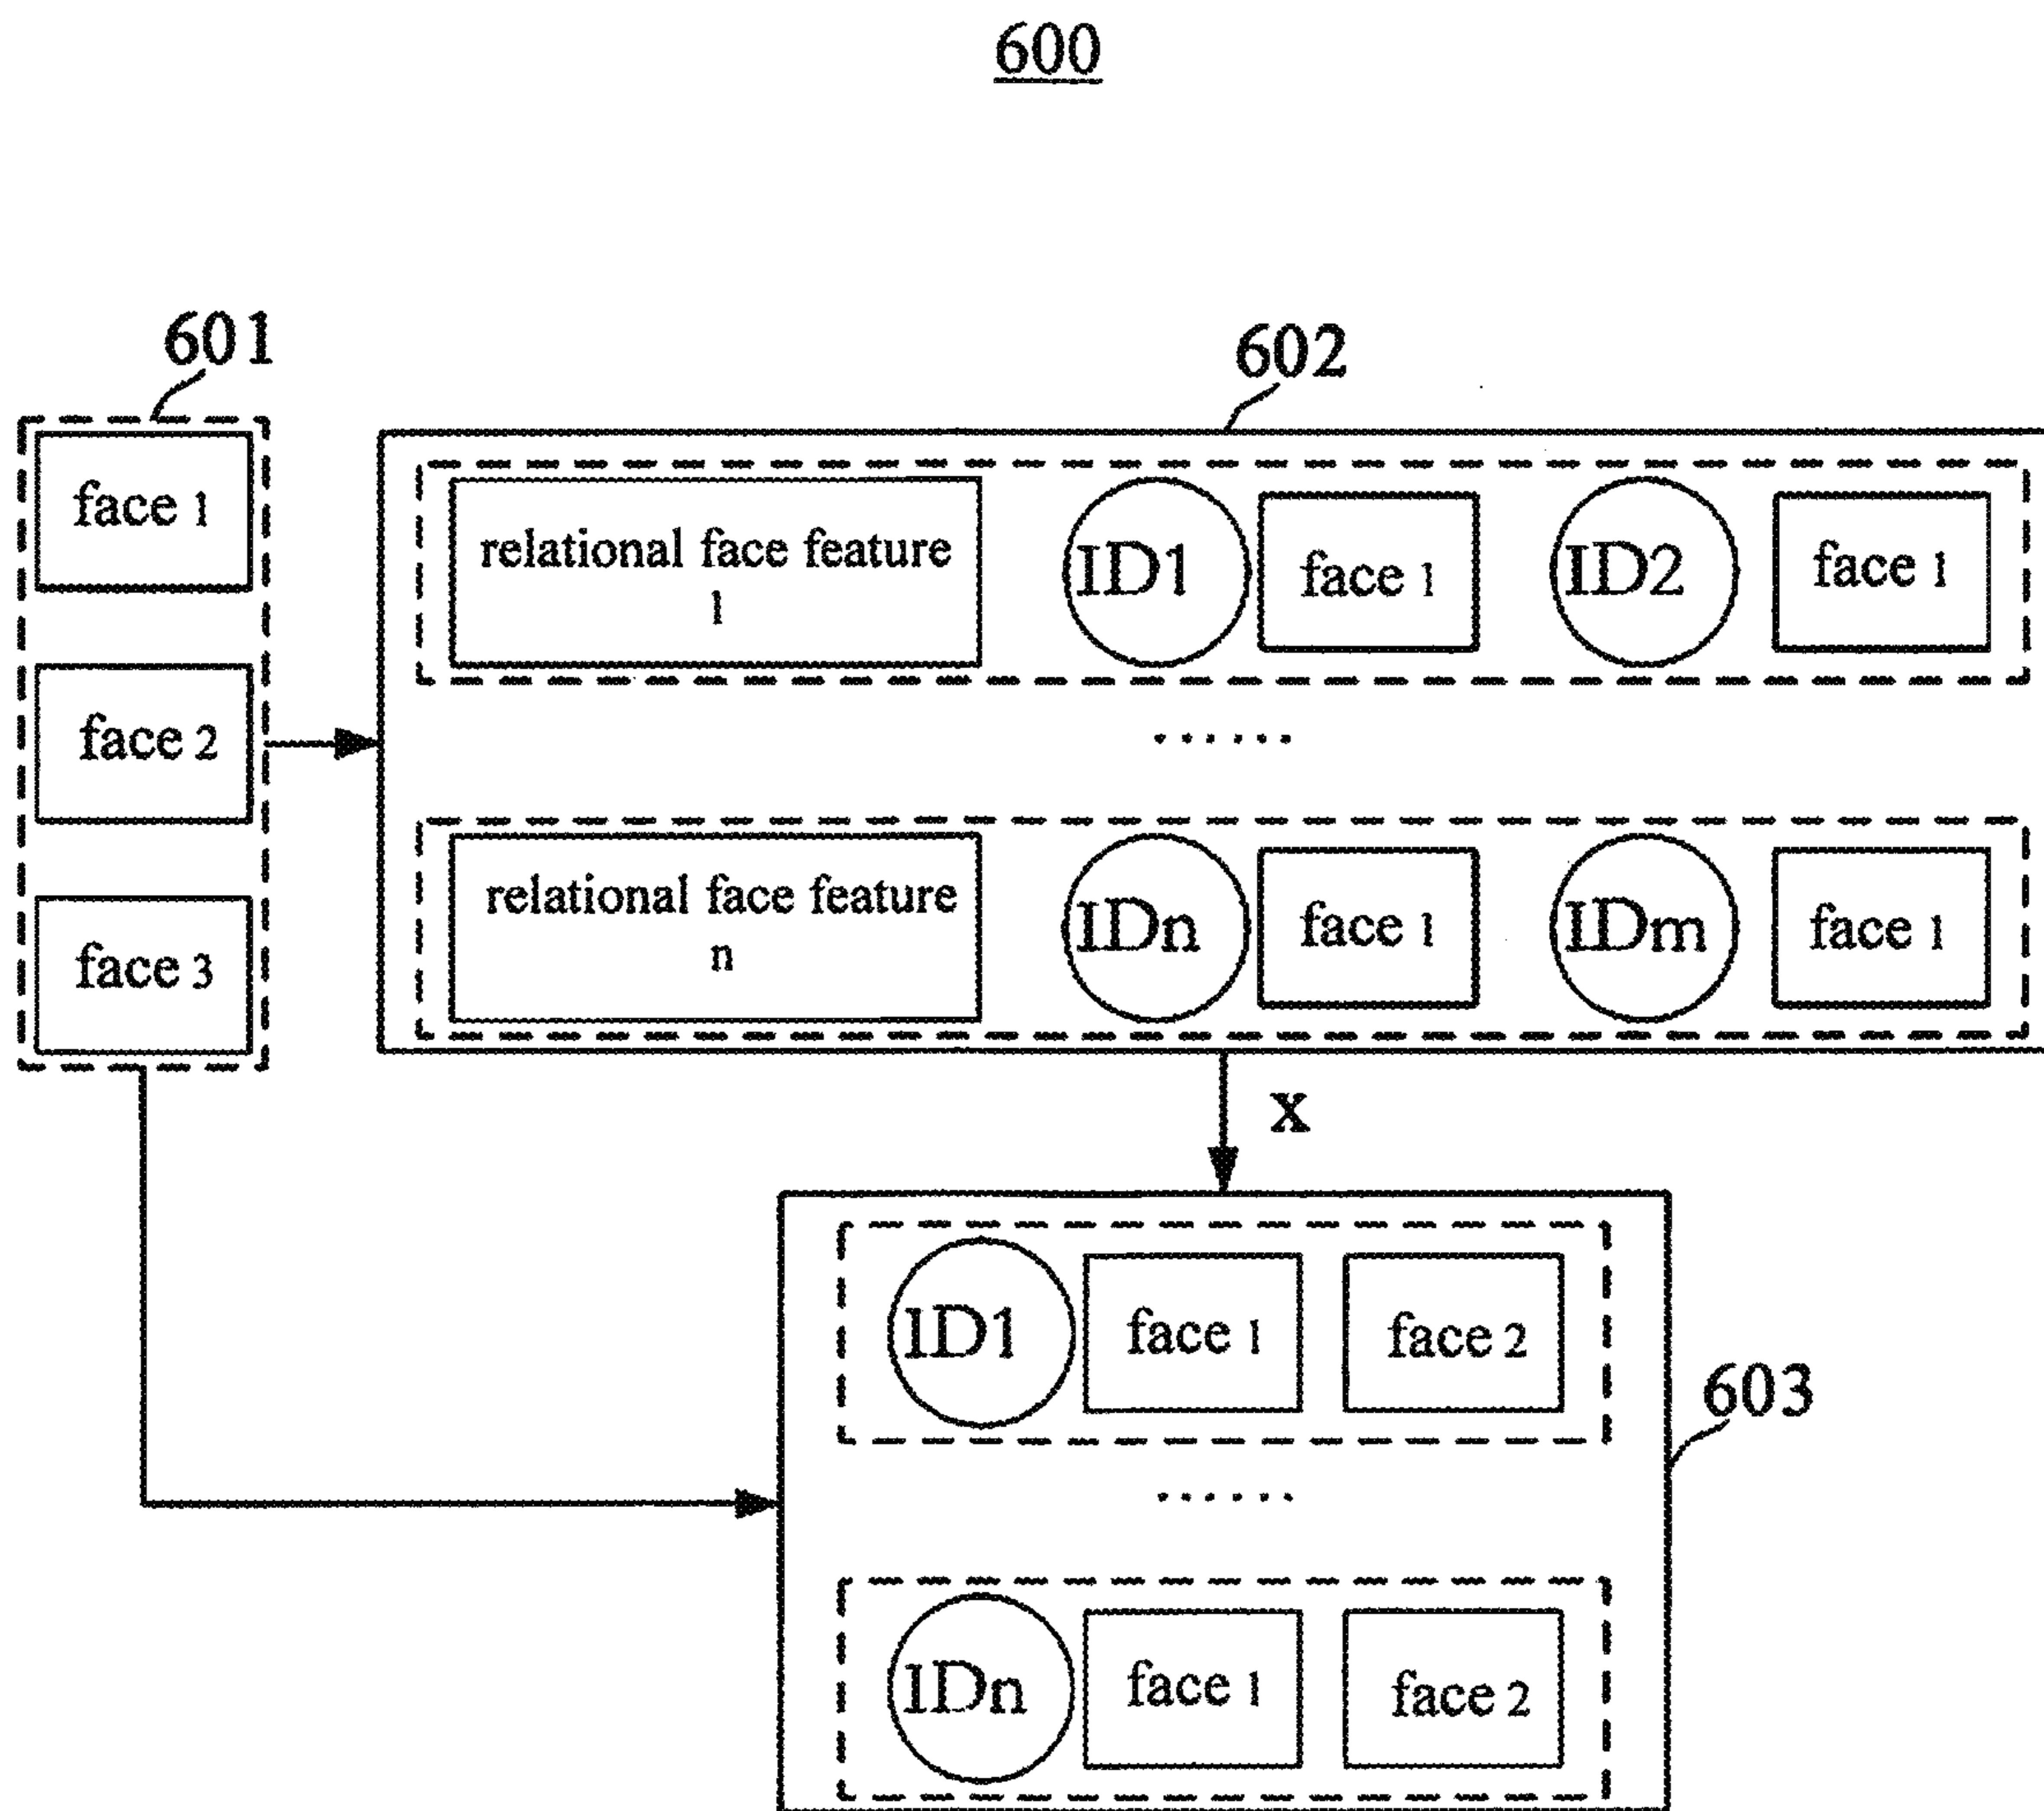 600
601
602
face 1
face 2
face 3
relational face feature
1
ID1
face 1
ID2
face 1
......
relational face feature
n
IDn
face 1
IDm
face 1
X
603
ID1
face 1
face 2
......
IDn
face 1
face 2